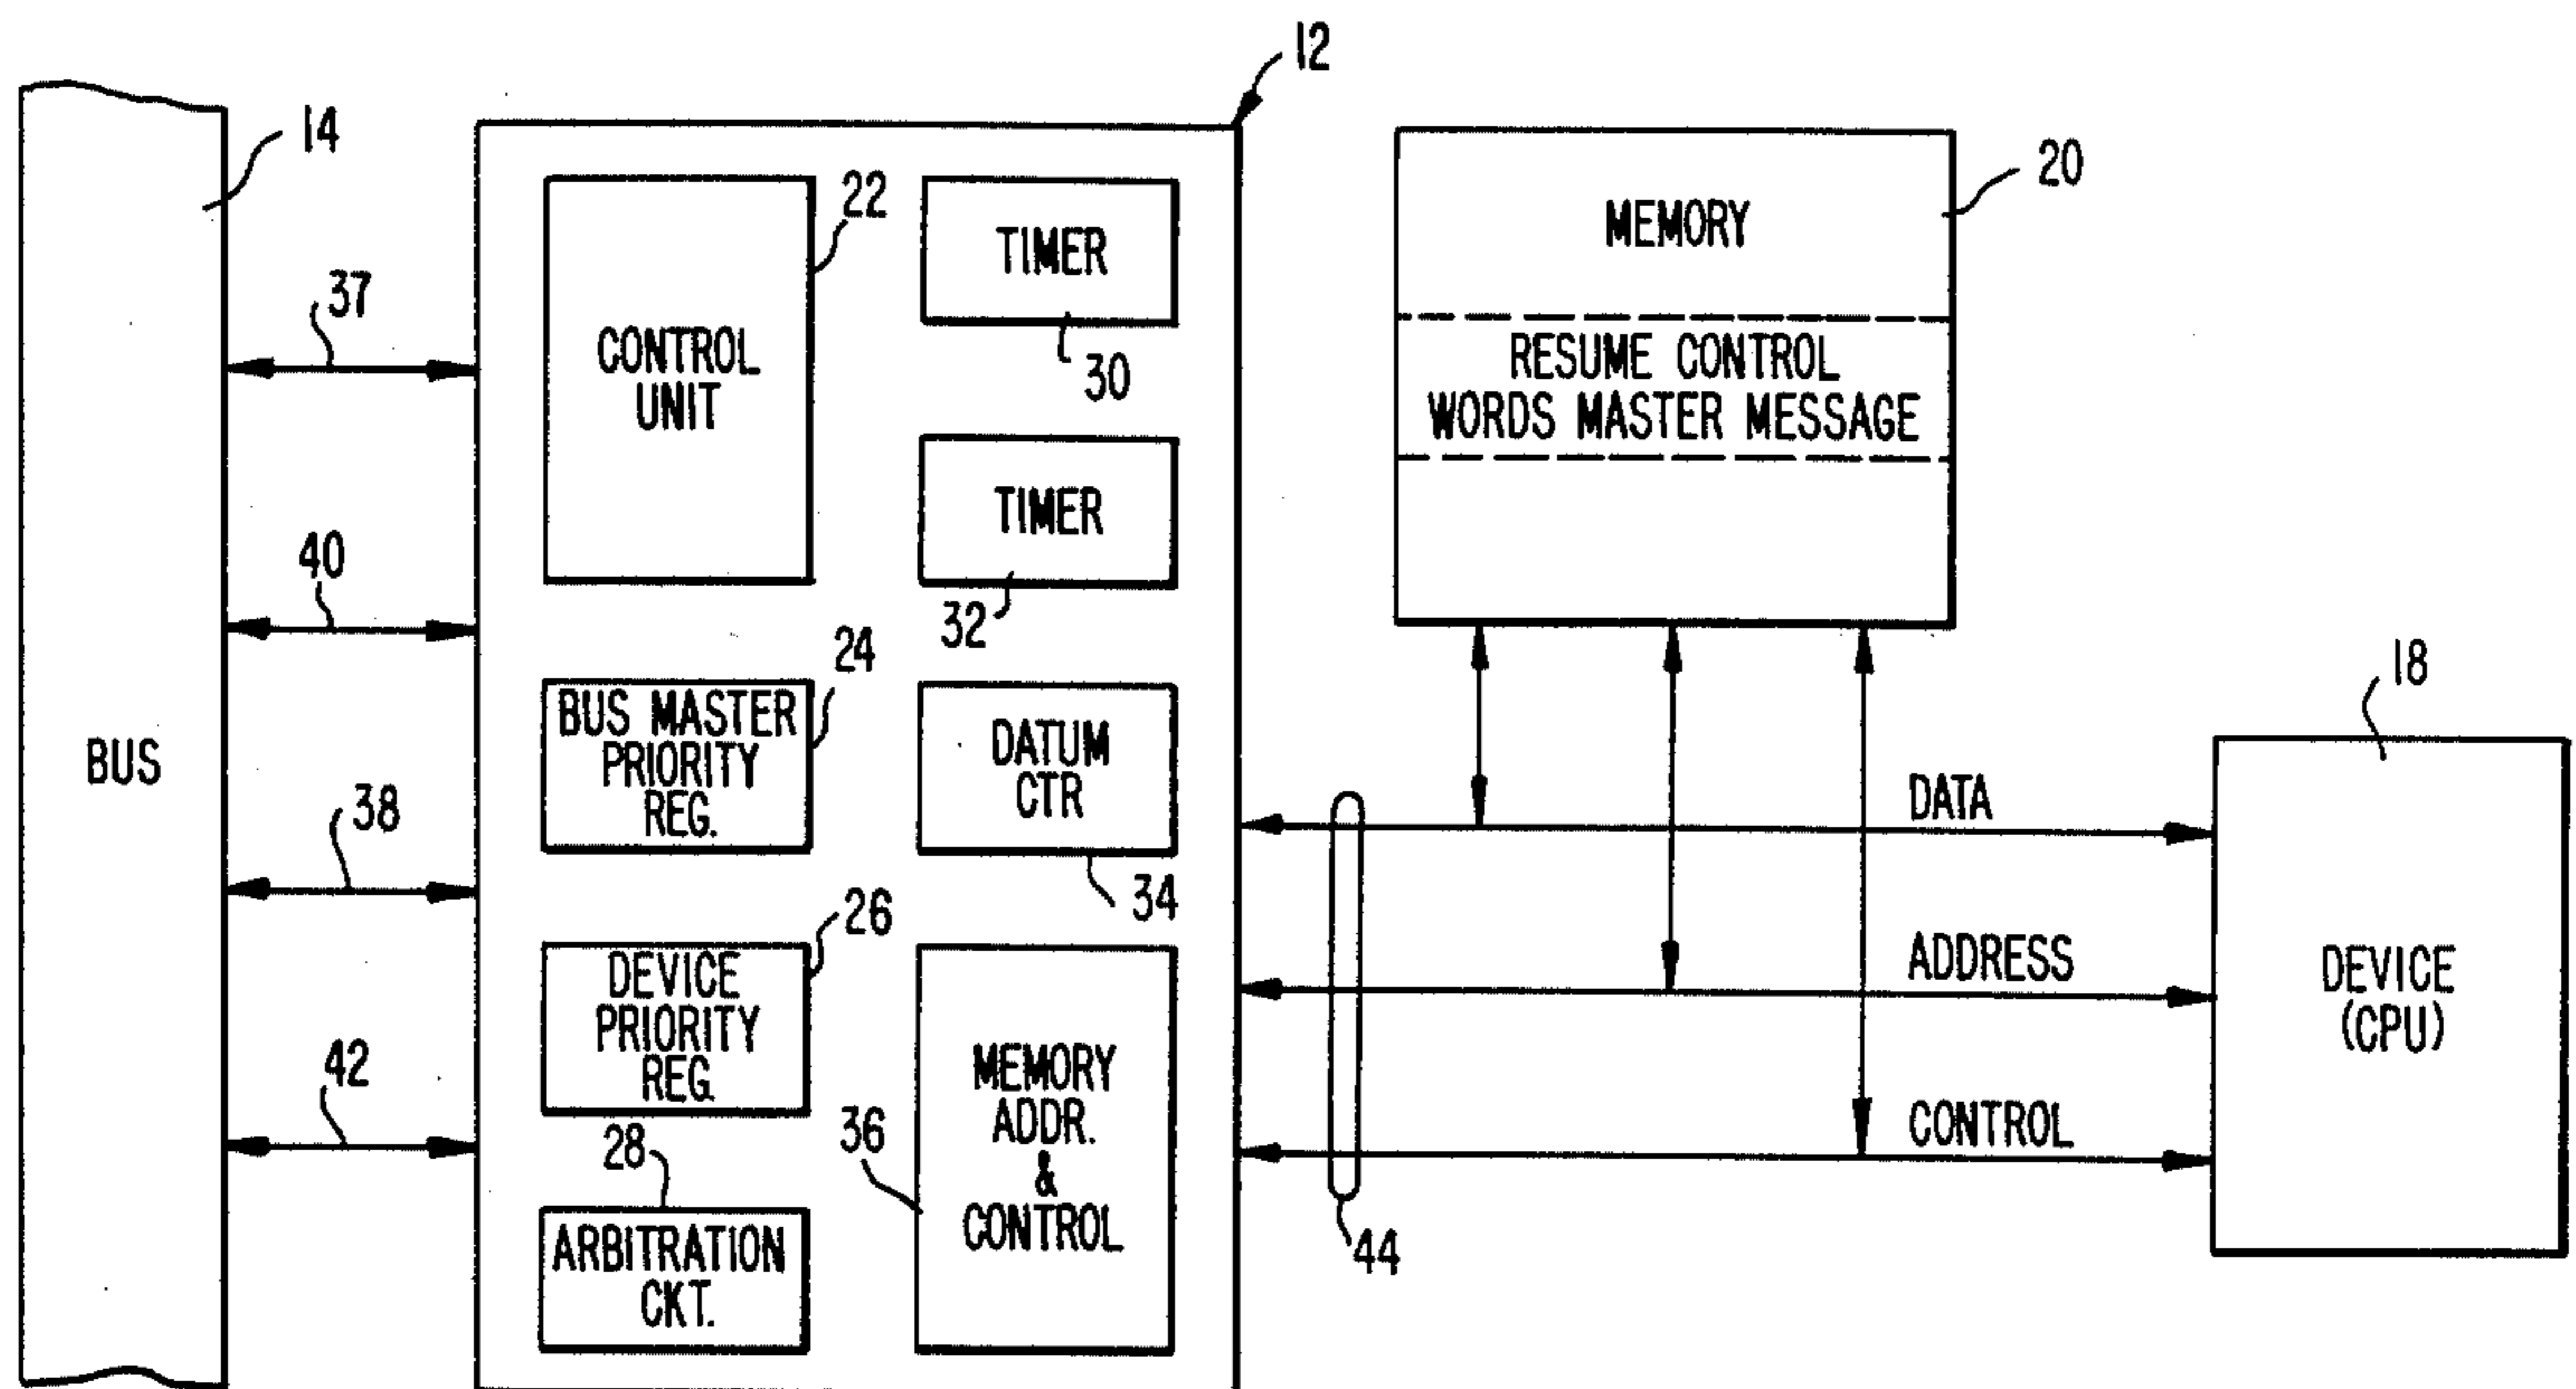 12
14
BUS
37
40
38
42
CONTROL
UNIT
22
TIMER
30
TIMER
32
BUS MASTER
PRIORITY
REG.
24
DATUM
CTR
34
DEVICE
PRIORITY
REG.
26
MEMORY
ADDR.
&
CONTROL
36
28
ARBITRATION
CKT.
MEMORY
20
RESUME CONTROL
WORDS MASTER MESSAGE
DATA
ADDRESS
CONTROL
44
18
DEVICE
(CPU)